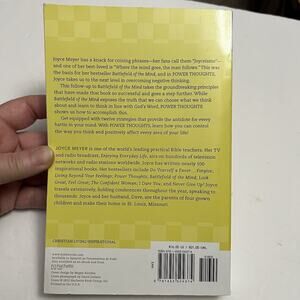 Joyce Meyer has a knack for coining phrases—her fans call them "Joyceisms"—and one of her best loved is "Where the mind goes, the man follows." This was
the basis for her bestseller Battlefield of the Mind, and in POWER THOUGHTS,
Joyce takes us to the next level in overcoming negative thinking.
This follow-up to Battlefield of the Mind takes the groundbreaking principles
that have made that book so successful and goes a step further. While
Battlefield of the Mind exposes the truth that we can choose what we think
about and learn to think in line with God's Word, POWER THOUGHTS
shows us how to accomplish this.
Get equipped with twelve strategies that provide the antidote for every
battle in your mind. With POWER THOUGHTS, learn how you can control
the way you think and positively affect every area of your life!
JOYCE MEYER is one of the world's leading practical Bible teachers. Her TV
and radio broadcast, Enjoying Everyday Life, airs on hundreds of television
networks and radio stations worldwide. Joyce has written nearly 100
inspirational books. Her bestsellers include Do Yourself a Favor... Forgive;
Living Beyond Your Feelings; Power Thoughts; Battlefield of the Mind; Look
Great, Feel Great; The Confident Woman; I Dare You; and Never Give Up! Joyce
travels extensively, holding conferences throughout the year, speaking to
thousands. Joyce and her husband, Dave, are the parents of four grown
children and make their home in St. Louis, Missouri.
CHRISTIAN LIVING/INSPIRATIONAL